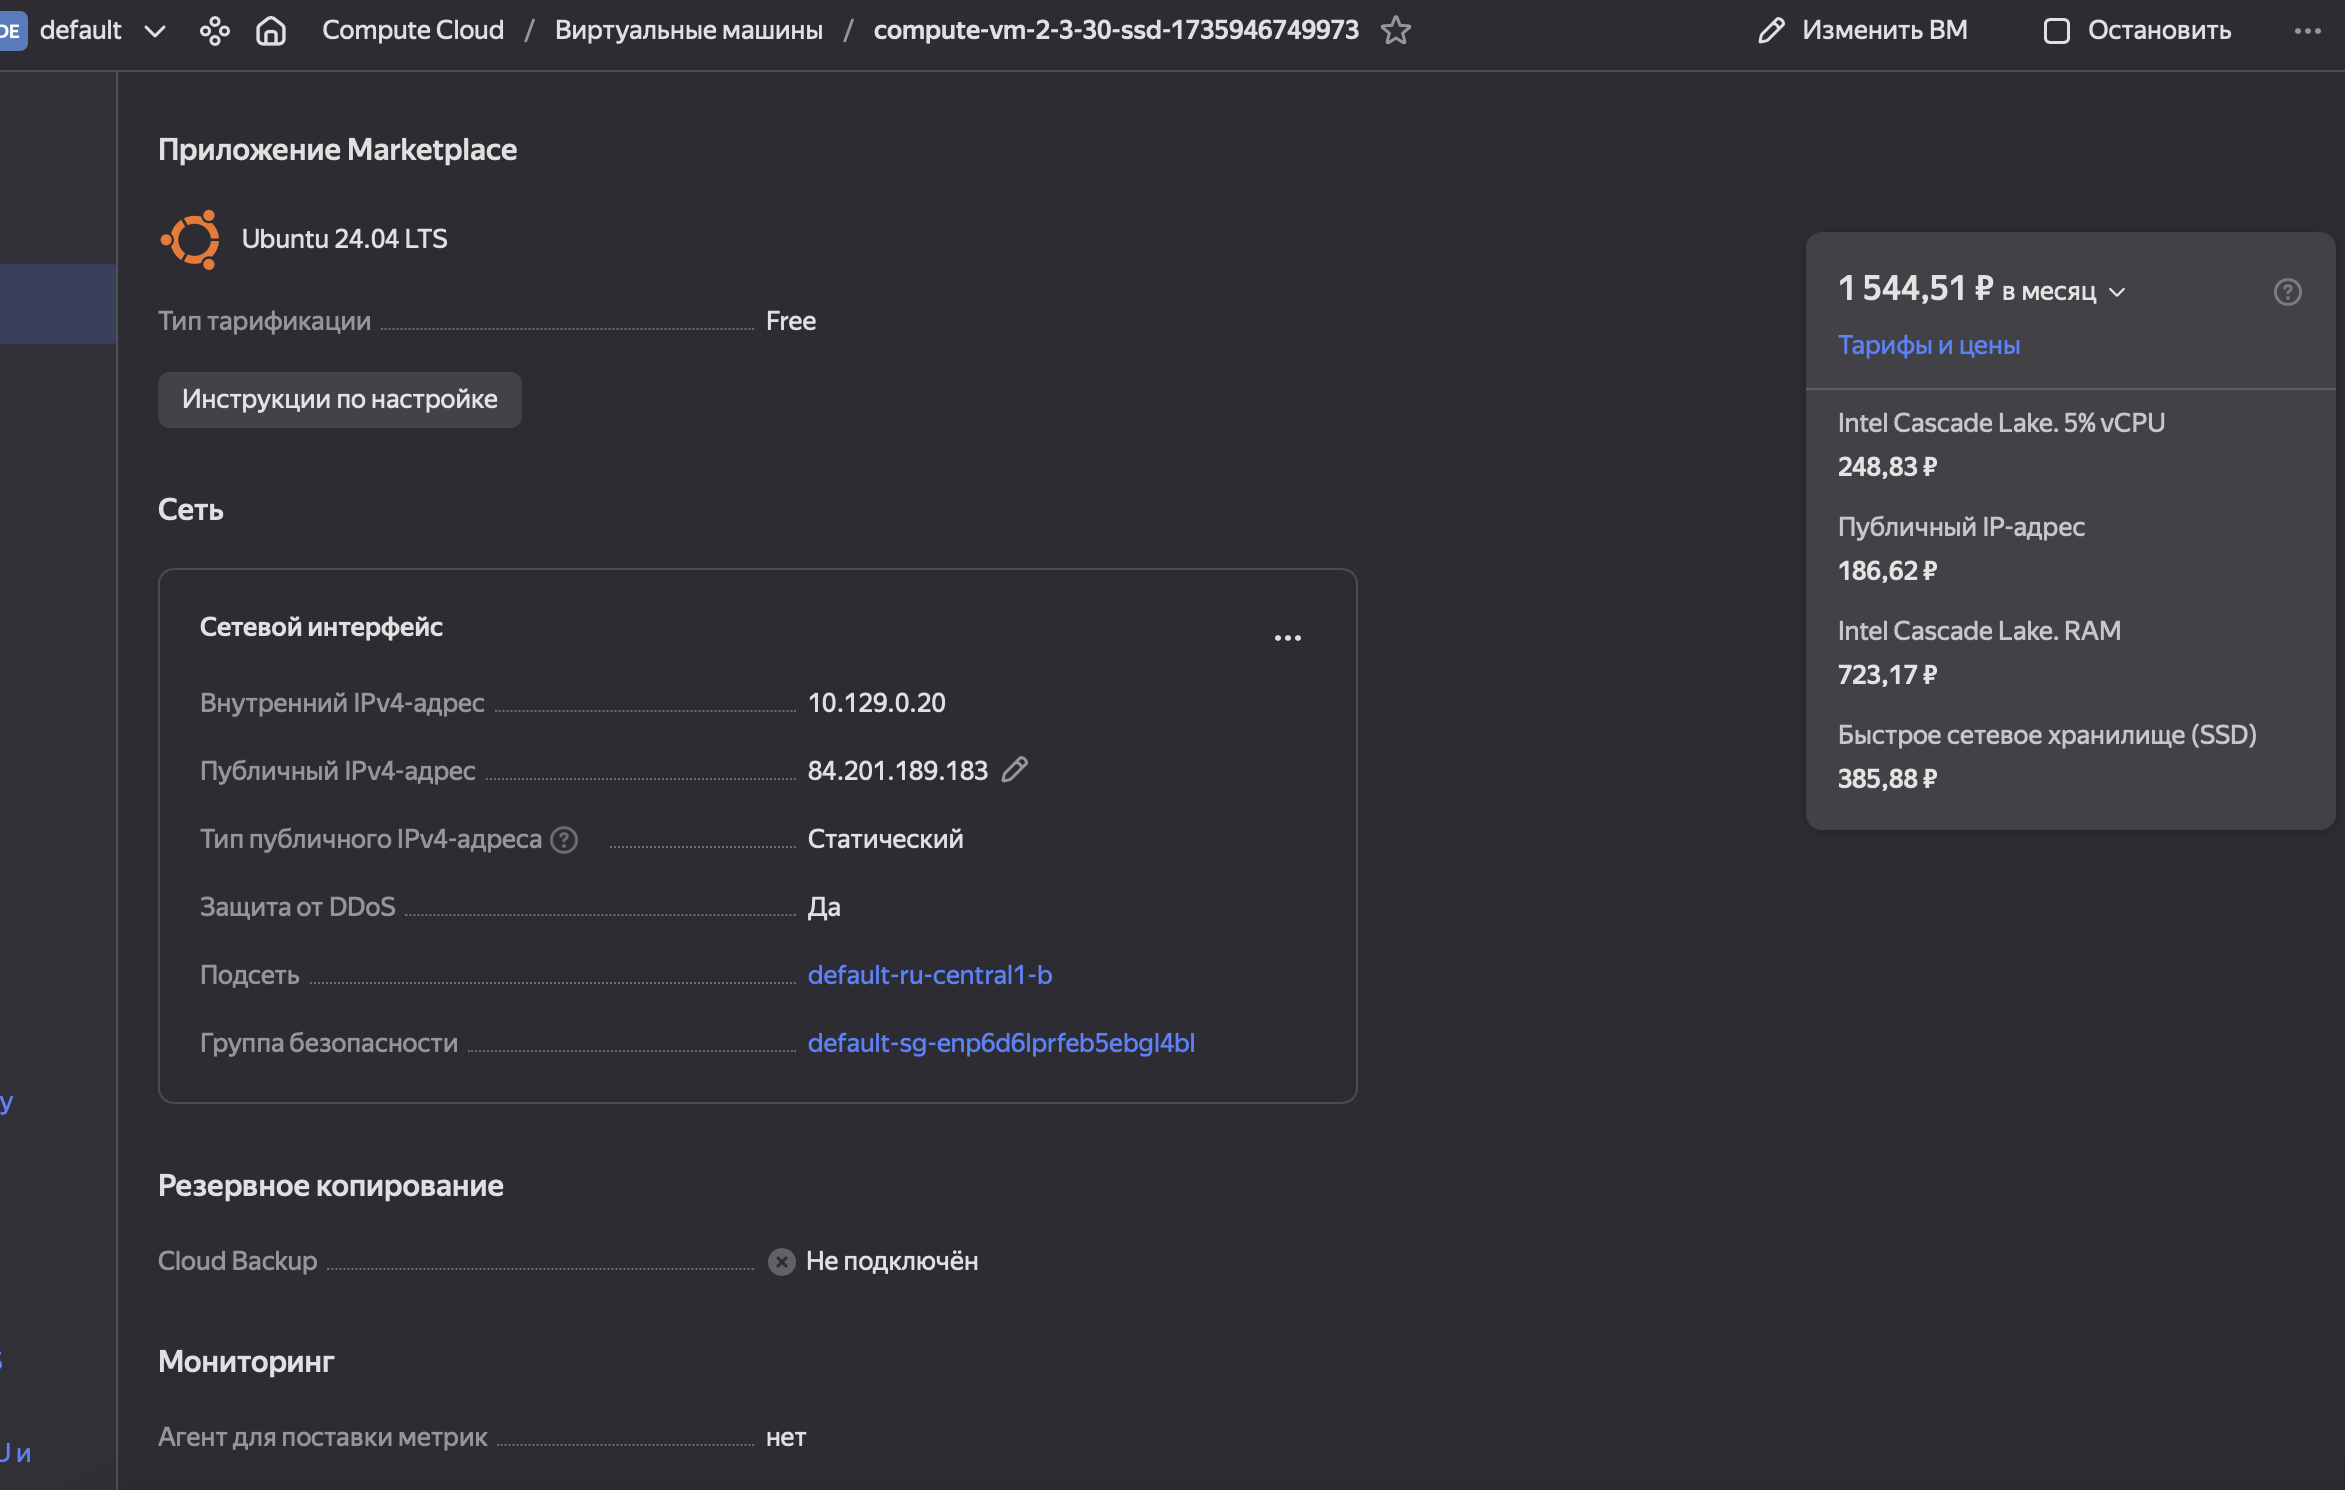 DE default
Compute Cloud / Виртуальные машины / compute-vm-2-3-30-ssd-1735946749973
Изменить ВМ
Остановить
Приложение Marketplace
Ubuntu 24.04 LTS
Тип тарификации Free
Инструкции по настройке
Сеть
Сетевой интерфейс
Внутренний IPv4-адрес 10.129.0.20
Публичный IPv4-адрес 84.201.189.183
Тип публичного IPv4-адреса Статический
Защита от DDoS Да
Подсеть default-ru-central1-b
Группа безопасности default-sg-enp6d6lprfeb5ebgl4bl
Резервное копирование
Cloud Backup Не подключён
Мониторинг
Агент для поставки метрик нет
1 544,51 ₽ в месяц
Тарифы и цены
Intel Cascade Lake. 5% vCPU
248,83 ₽
Публичный IP-адрес
186,62 ₽
Intel Cascade Lake. RAM
723,17 ₽
Быстрое сетевое хранилище (SSD)
385,88 ₽
у
U и